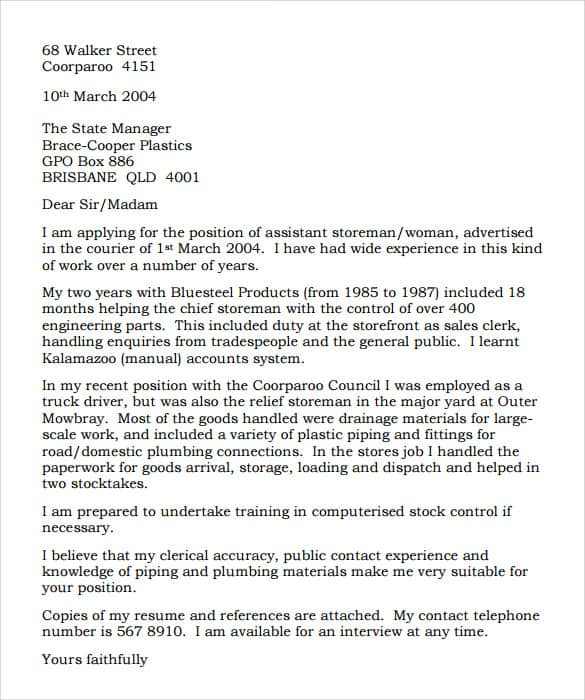 68 Walker Street
Coorparoo  4151
10th March 2004
The State Manager
Brace-Cooper Plastics
GPO Box 886
BRISBANE  QLD  4001
Dear Sir/Madam
I am applying for the position of assistant storeman/woman, advertised
in the courier of 1st March 2004.  I have had wide experience in this kind
of work over a number of years.
My two years with Bluesteel Products (from 1985 to 1987) included 18
months helping the chief storeman with the control of over 400
engineering parts.  This included duty at the storefront as sales clerk,
handling enquiries from tradespeople and the general public.  I learnt
Kalamazoo (manual) accounts system.
In my recent position with the Coorparoo Council I was employed as a
truck driver, but was also the relief storeman in the major yard at Outer
Mowbray.  Most of the goods handled were drainage materials for large-
scale work, and included a variety of plastic piping and fittings for
road/domestic plumbing connections.  In the stores job I handled the
paperwork for goods arrival, storage, loading and dispatch and helped in
two stocktakes.
I am prepared to undertake training in computerised stock control if
necessary.
I believe that my clerical accuracy, public contact experience and
knowledge of piping and plumbing materials make me very suitable for
your position.
Copies of my resume and references are attached.  My contact telephone
number is 567 8910.  I am available for an interview at any time.
Yours faithfully